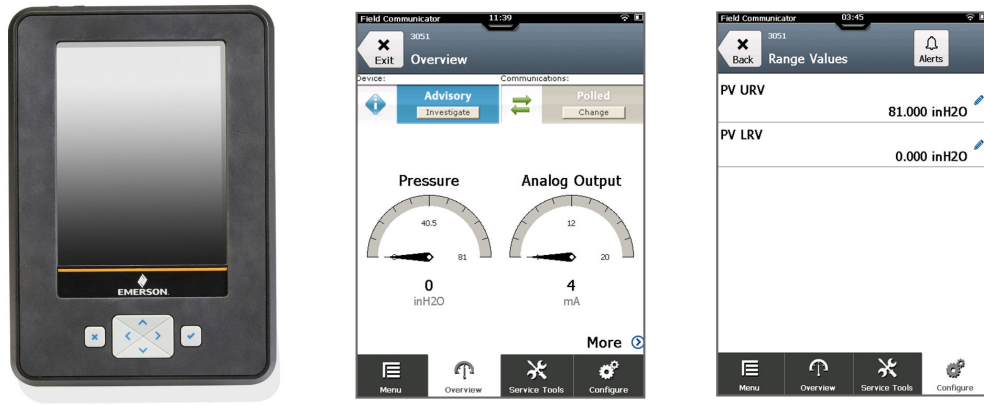 EMERSON.
Field Communicator 11:39
3051
Exit Overview
Device: Communications:
Advisory Polled
Investigate Change
Pressure Analog Output
40.5 12
0 81 20
0 4
inH2O mA
More
Menu Overview Service Tools Configure
Field Communicator 03:45
3051
Back Range Values Alerts
PV URV
81.000 inH2O
PV LRV
0.000 inH2O
Menu Overview Service Tools Configure